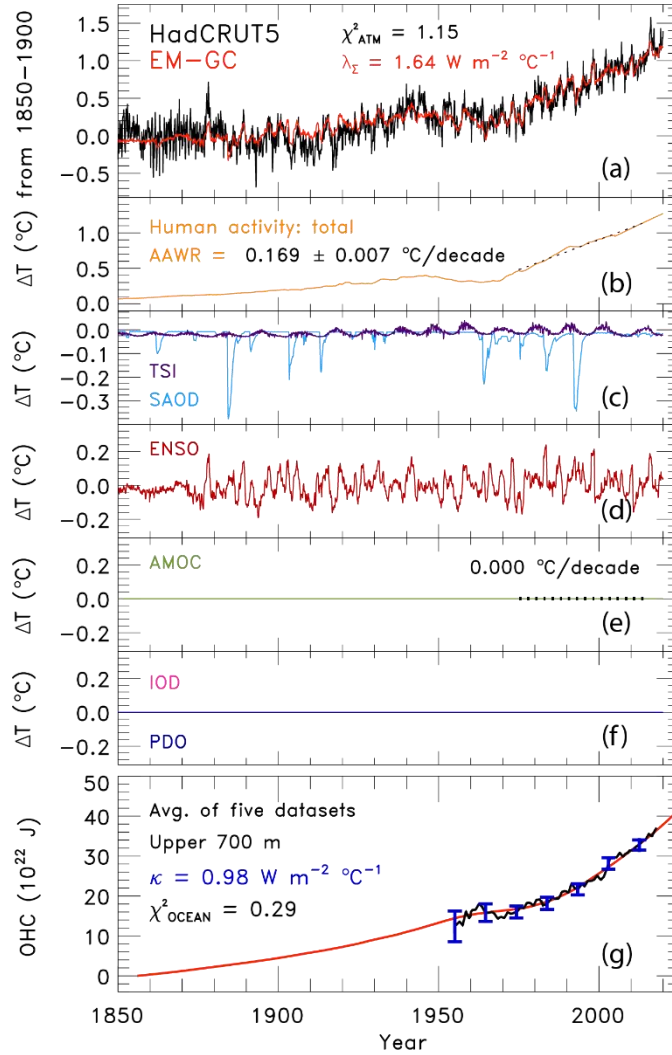 HadCRUT5
χ²ATM = 1.15
EM−GC
λΣ = 1.64 W m⁻² °C⁻¹
1.5
1.0
0.5
0.0
−0.5
(a)
ΔT (°C) from 1850−1900
Human activity: total
AAWR = 0.169 ± 0.007 °C/decade
1.0
0.5
0.0
(b)
0.0
−0.1
−0.3
ΔT (°C)
TSI
SAOD
(c)
ENSO
0.2
0.0
−0.2
ΔT (°C)
(d)
AMOC
0.000 °C/decade
0.2
0.0
−0.2
ΔT (°C)
(e)
IOD
0.2
0.0
−0.2
ΔT (°C)
PDO
(f)
50
40
30
20
10
0
OHC (10²² J)
Avg. of five datasets
Upper 700 m
κ = 0.98 W m⁻² °C⁻¹
χ²OCEAN = 0.29
(g)
1850 1900 1950 2000
Year